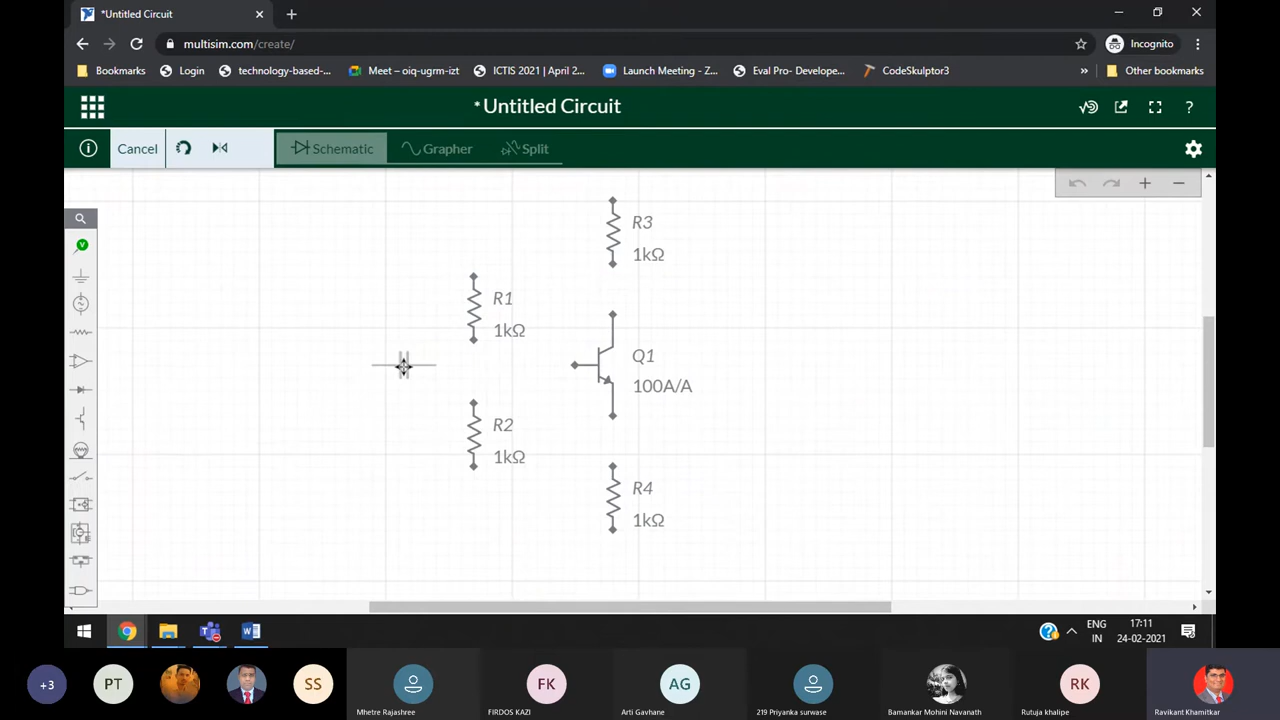 *Untitled Circuit
multisim.com/create/
Incognito
Bookmarks
Login
technology-based-...
Meet – oiq-ugrm-izt
ICTIS 2021 | April 2...
Launch Meeting - Z...
Eval Pro- Develope...
CodeSkulptor3
»
Other bookmarks
*Untitled Circuit
?
Cancel
Schematic
Grapher
Split
V
R3
1kΩ
R1
1kΩ
Q1
100A/A
R2
1kΩ
R4
1kΩ
ENG
IN
17:11
24-02-2021
+3
PT
SS
Mhetre Rajashree
FK
FIRDOS KAZI
AG
Arti Gavhane
219 Priyanka surwase
Bamankar Mohini Navanath
RK
Rutuja khalipe
Ravikant Khamitkar